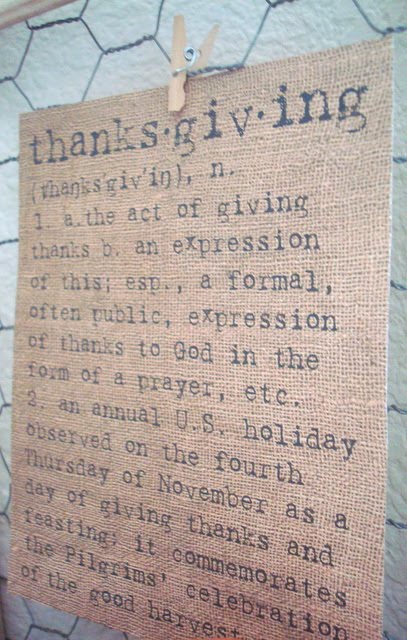 thanks·giv·ing
(thanks'giv'iŋ), n.
1. a.the act of giving
thanks b. an expression
of this; esp., a formal,
often public, expression
of thanks to God in the
form of a prayer, etc.
2. an annual U.S. holiday
observed on the fourth
Thursday of November as a
day of giving thanks and
feasting; it commemorates
the Pilgrims' celebration
of the good harvest